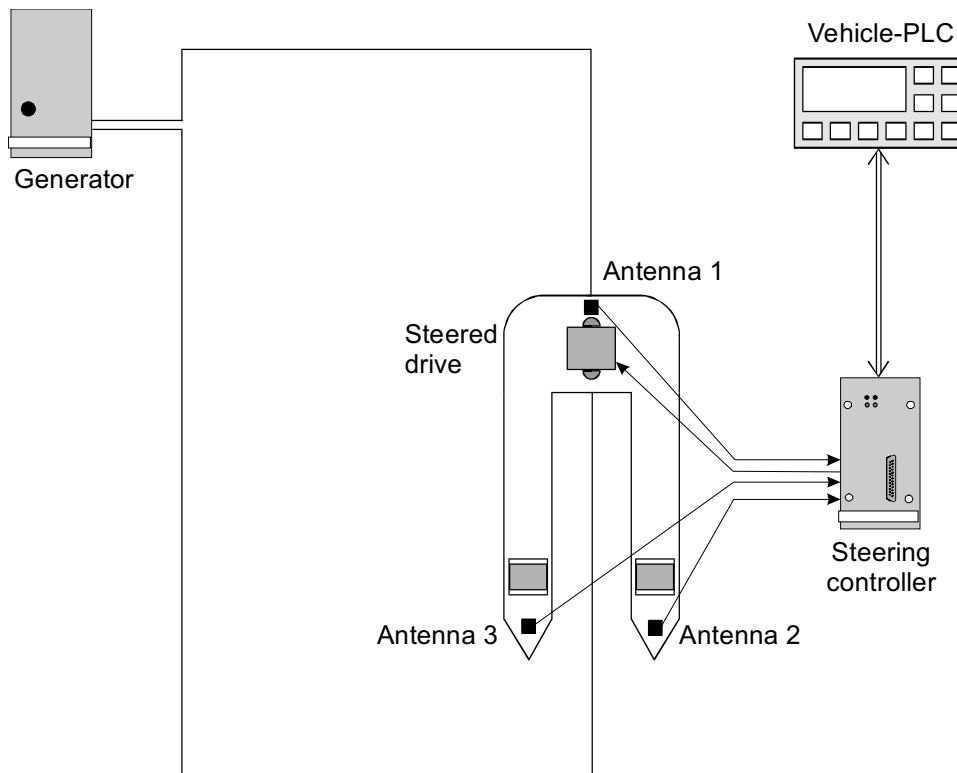 Vehicle-PLC
Generator
Antenna 1
Steered
drive
Steering
controller
Antenna 3
Antenna 2